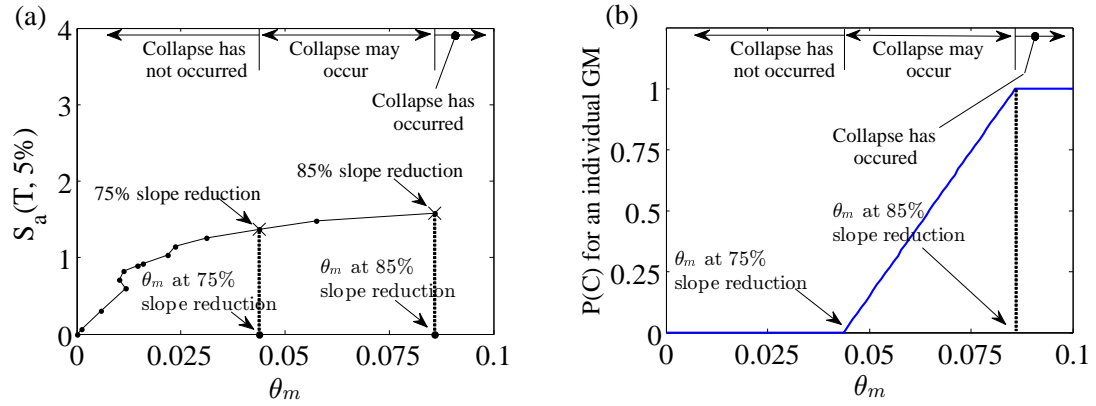 (a)
4
3
2
1
0
S_a(T, 5%)
Collapse has
not occurred
Collapse may
occur
Collapse has
occurred
75% slope reduction
85% slope reduction
θ_m at 75%
slope reduction
θ_m at 85%
slope reduction
0 0.025 0.05 0.075 0.1
θ_m
(b)
1
0.75
0.5
0.25
0
P(C) for an individual GM
Collapse has
not occurred
Collapse may
occur
Collapse has
occured
θ_m at 85%
slope reduction
θ_m at 75%
slope reduction
0 0.025 0.05 0.075 0.1
θ_m